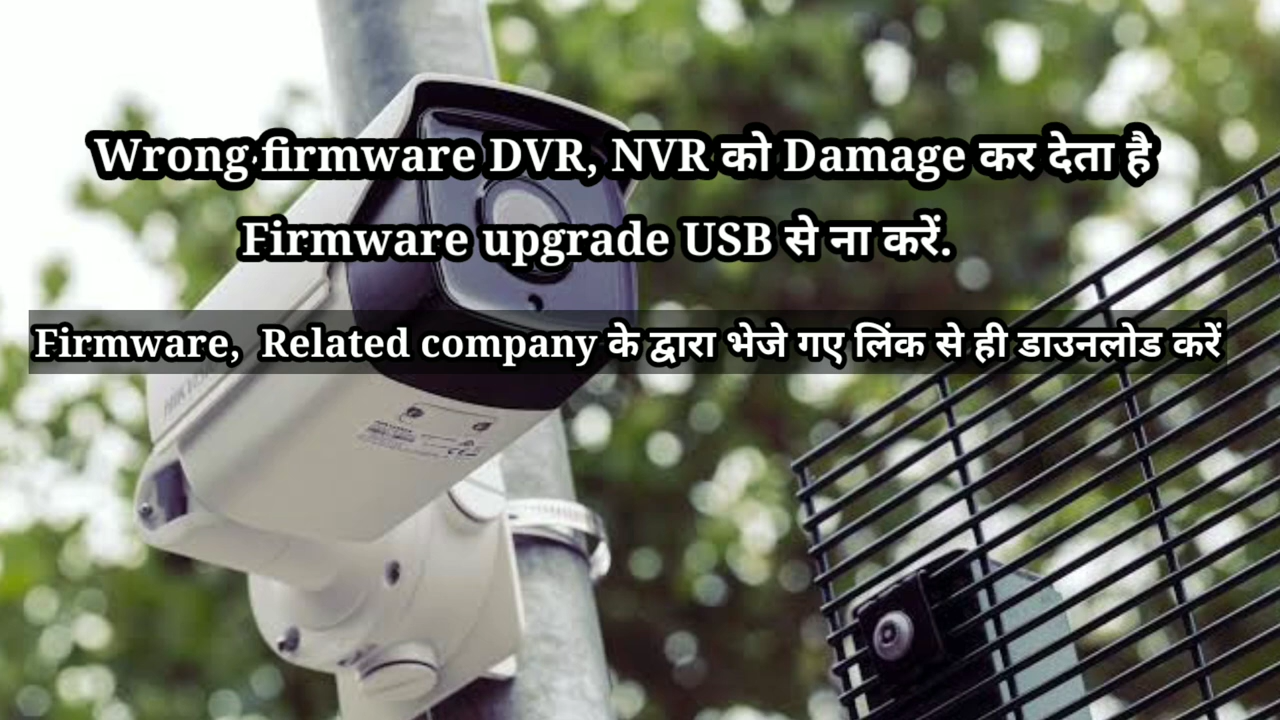 Wrong firmware DVR, NVR को Damage कर देता है
Firmware upgrade USB से ना करें.
Firmware, Related company के द्वारा भेजे गए लिंक से ही डाउनलोड करें